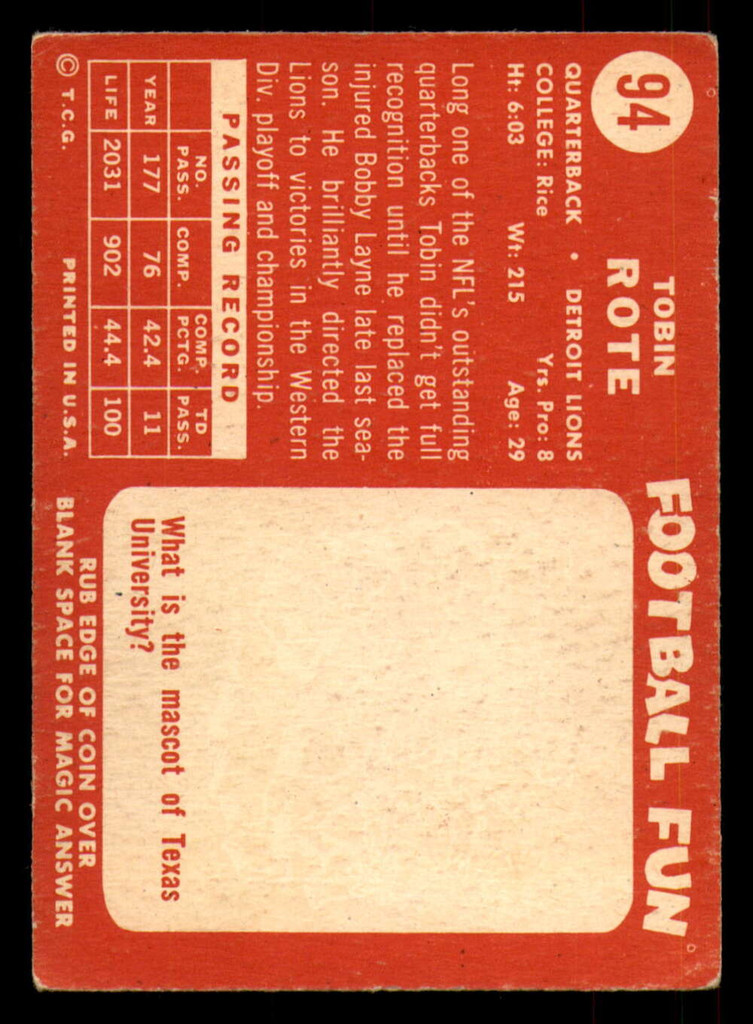 94
TOBIN
ROTE
QUARTERBACK • DETROIT LIONS
COLLEGE: Rice Yrs. Pro: 8
Ht: 6:03 Wt: 215 Age: 29
Long one of the NFL's outstanding
quarterbacks Tobin didn't get full
recognition until he replaced the
injured Bobby Layne late last sea-
son. He brilliantly directed the
Lions to victories in the Western
Div. playoff and championship.
PASSING RECORD
NO. PASS. COMP. COMP. PCTG. TD PASS.
YEAR 177 76 42.4 11
LIFE 2031 902 44.4 100
© T.C.G. PRINTED IN U.S.A.
FOOTBALL FUN
What is the mascot of Texas
University?
RUB EDGE OF COIN OVER
BLANK SPACE FOR MAGIC ANSWER